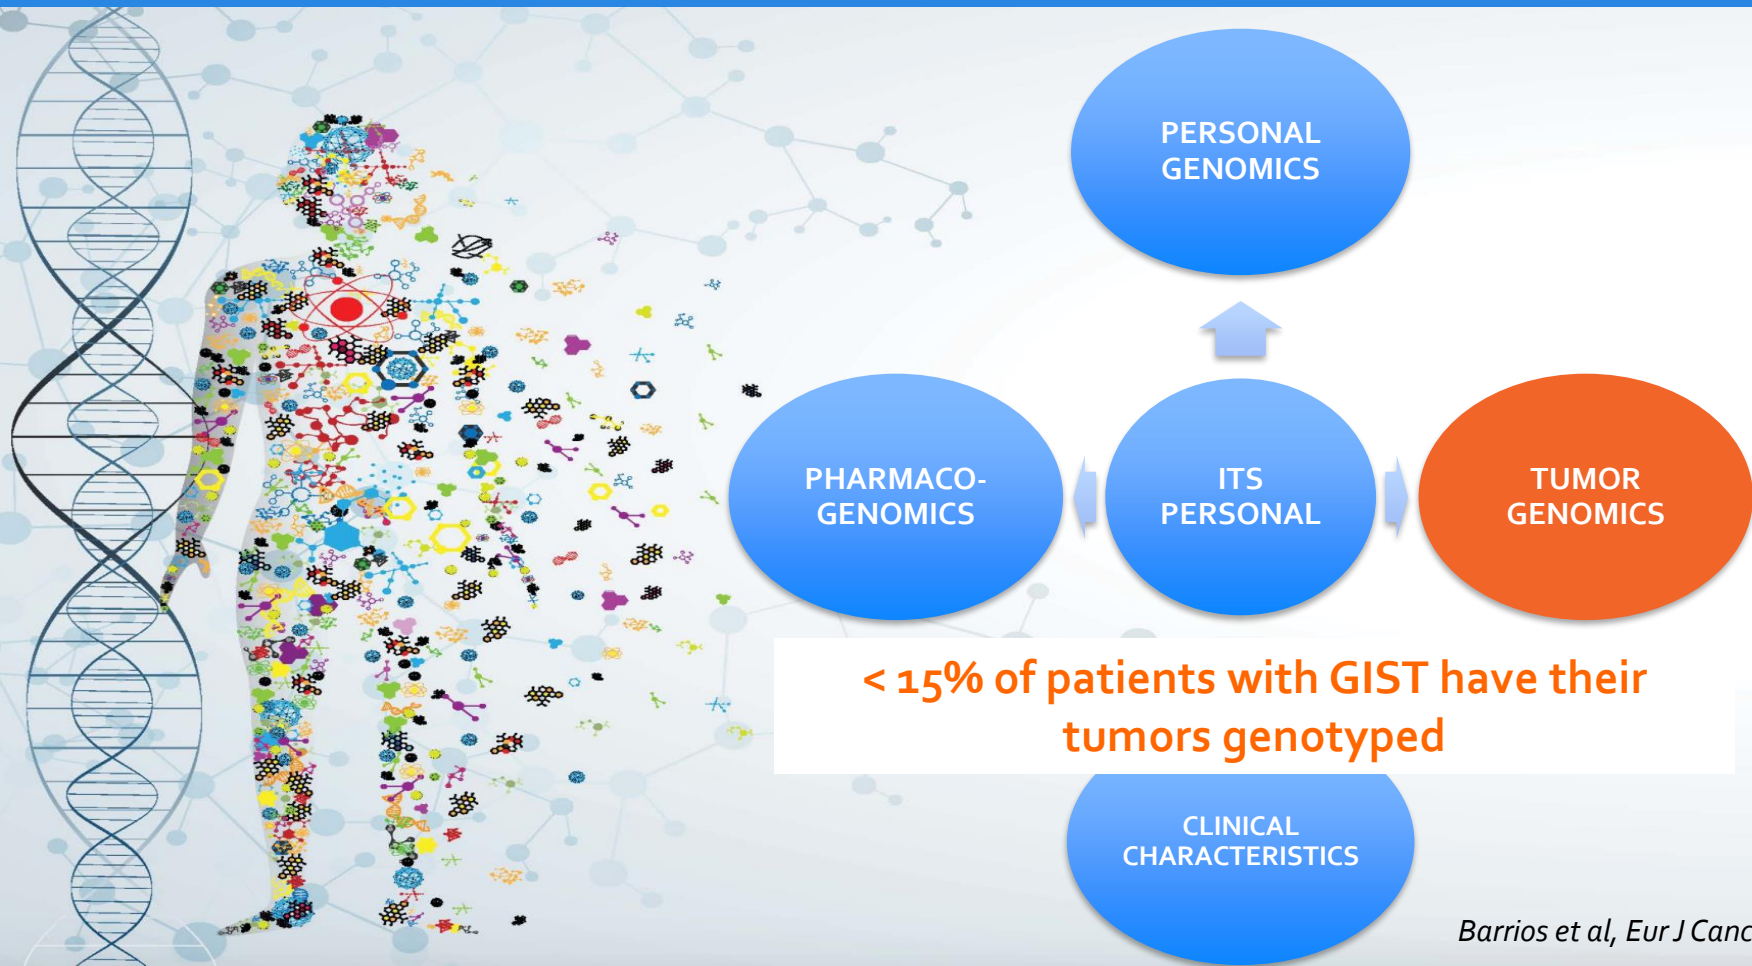 PERSONAL
GENOMICS
PHARMACO-
GENOMICS
ITS
PERSONAL
TUMOR
GENOMICS
< 15% of patients with GIST have their
tumors genotyped
CLINICAL
CHARACTERISTICS
Barrios et al, Eur J Canc